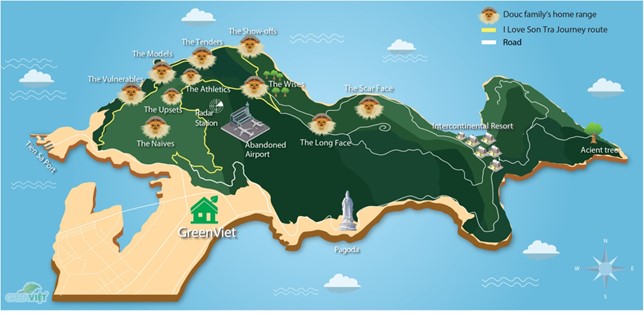 Douc family's home range
I Love Son Tra Journey route
Road
The Show-offs
The Tenders
The Models
The Vulnerables
The Athletics
The Wises
The Scar Face
The Upsets
Radar
Station
The Naives
Abandoned
Airport
The Long Face
Intercontinental Resort
Acient tree
Tien Sa Port
GreenViet
Pagoda
N
W
E
S
GREENVIET